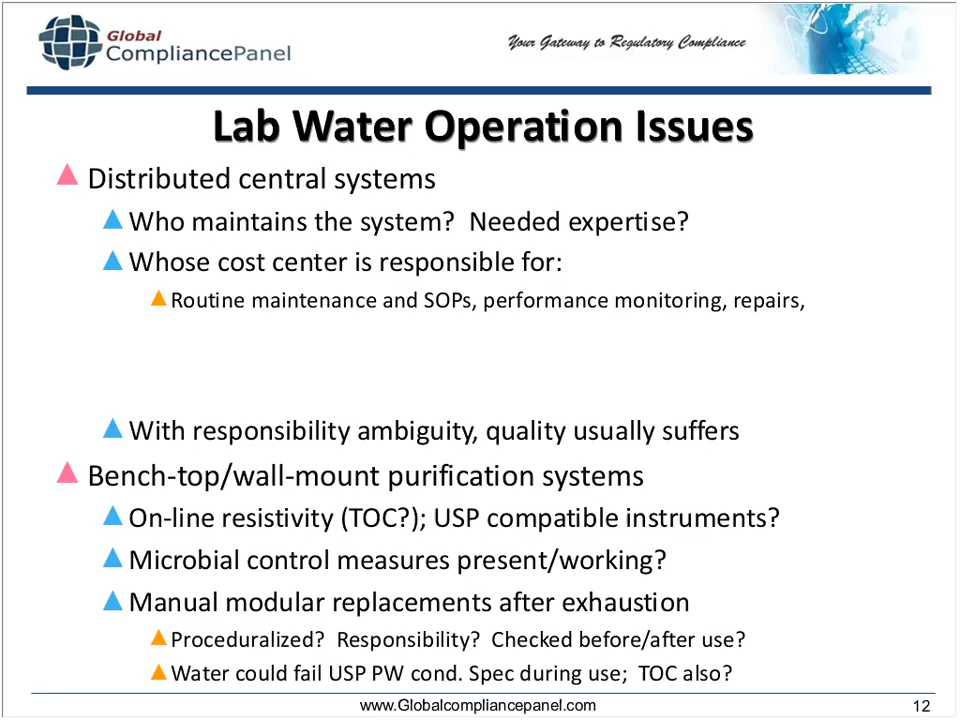 Global
CompliancePanel
Your Gateway to Regulatory Compliance
Lab Water Operation Issues
Distributed central systems
Who maintains the system?  Needed expertise?
Whose cost center is responsible for:
Routine maintenance and SOPs, performance monitoring, repairs,
With responsibility ambiguity, quality usually suffers
Bench-top/wall-mount purification systems
On-line resistivity (TOC?); USP compatible instruments?
Microbial control measures present/working?
Manual modular replacements after exhaustion
Proceduralized?  Responsibility?  Checked before/after use?
Water could fail USP PW cond. Spec during use;  TOC also?
www.Globalcompliancepanel.com
12